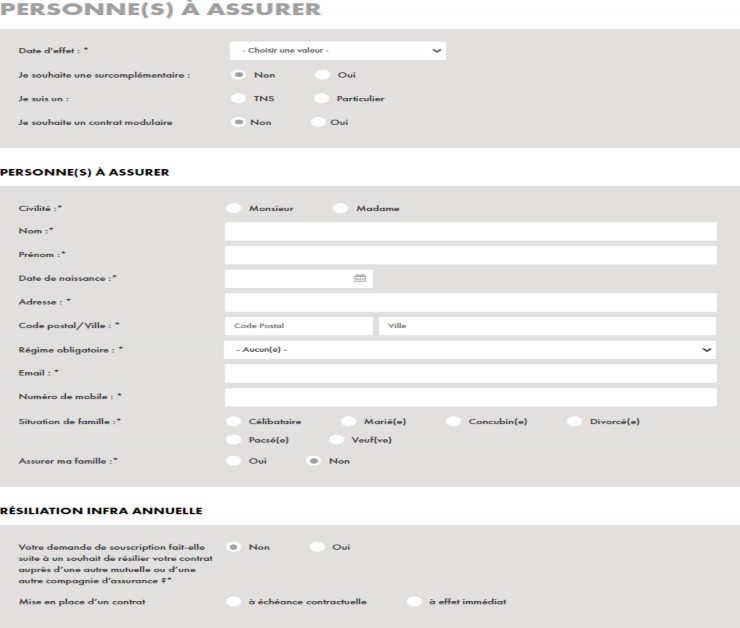 PERSONNE(S) À ASSURER
Date d'effet : * - Choisir une valeur -
Je souhaite une surcomplémentaire : Non Oui
Je suis un : TNS Particulier
Je souhaite un contrat modulaire Non Oui
PERSONNE(S) À ASSURER
Civilité :* Monsieur Madame
Nom :*
Prénom :*
Date de naissance :*
Adresse : *
Code postal/Ville : * Code Postal Ville
Régime obligatoire : * - Aucun(e) -
Email : *
Numéro de mobile : *
Situation de famille :* Célibataire Marié(e) Concubin(e) Divorcé(e)
Pacsé(e) Veuf(ve)
Assurer ma famille :* Oui Non
RÉSILIATION INFRA ANNUELLE
Votre demande de souscription fait-elle Non Oui
suite à un souhait de résilier votre contrat
auprès d'une autre mutuelle ou d'une
autre compagnie d'assurance ?*
Mise en place d'un contrat à échéance contractuelle à effet immédiat